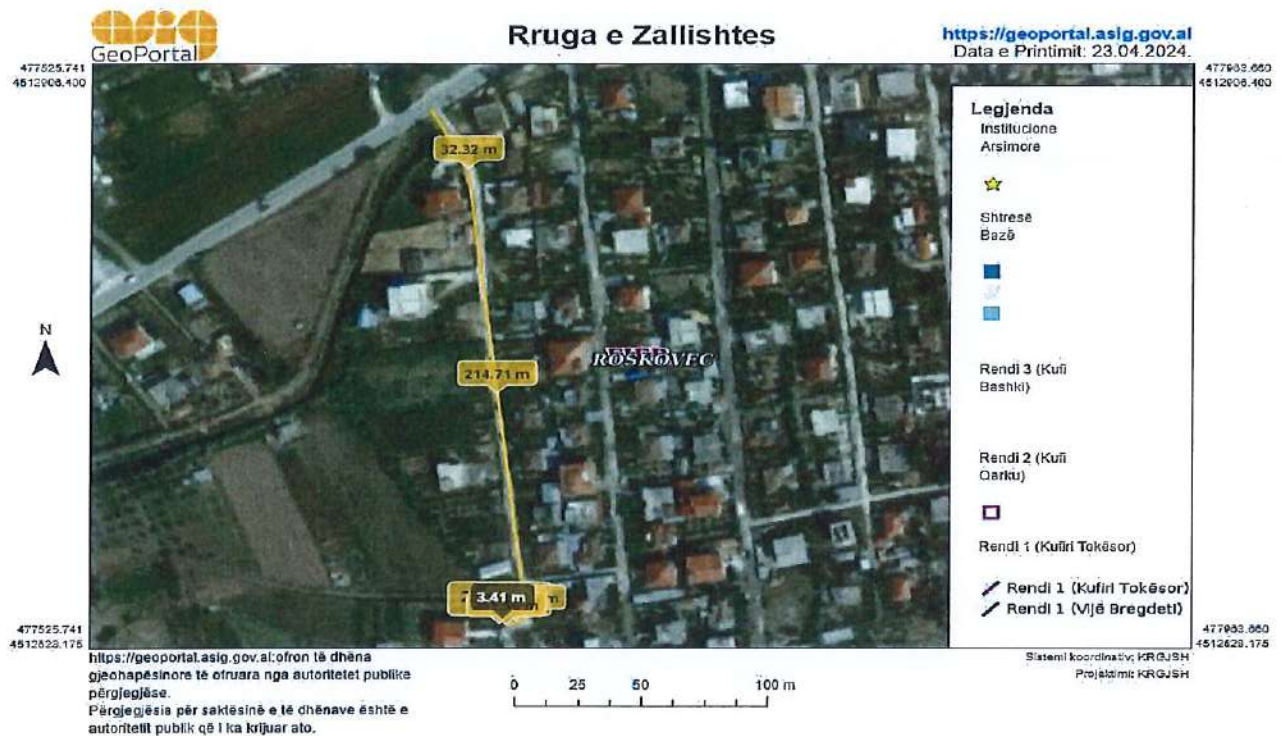 asig
GeoPortal
Rruga e Zallishtes
https://geoportal.asig.gov.al
Data e Printimit: 23.04.2024.
477525.741
4512906.400
477963.660
4512906.400
Legjenda
Institucione
Arsimore
Shtresë
Bazë
Rendi 3 (Kufi
Bashki)
Rendi 2 (Kufi
Qarku)
Rendi 1 (Kufiri Tokësor)
Rendi 1 (Kufiri Tokësor)
Rendi 1 (Vijë Bregdeti)
32.32 m
ROSKOVEC
214.71 m
3.41 m
N
477525.741
4512529.175
477963.660
4512529.175
https://geoportal.asig.gov.al:ofron të dhëna
gjeohapësinore të ofruara nga autoritetet publike
përgjegjëse.
Përgjegjësia për saktësinë e të dhënave është e
autoritetit publik që i ka krijuar ato.
0 25 50 100 m
Sistemi koordinativ: KRGJSH
Projektimi: KRGJSH